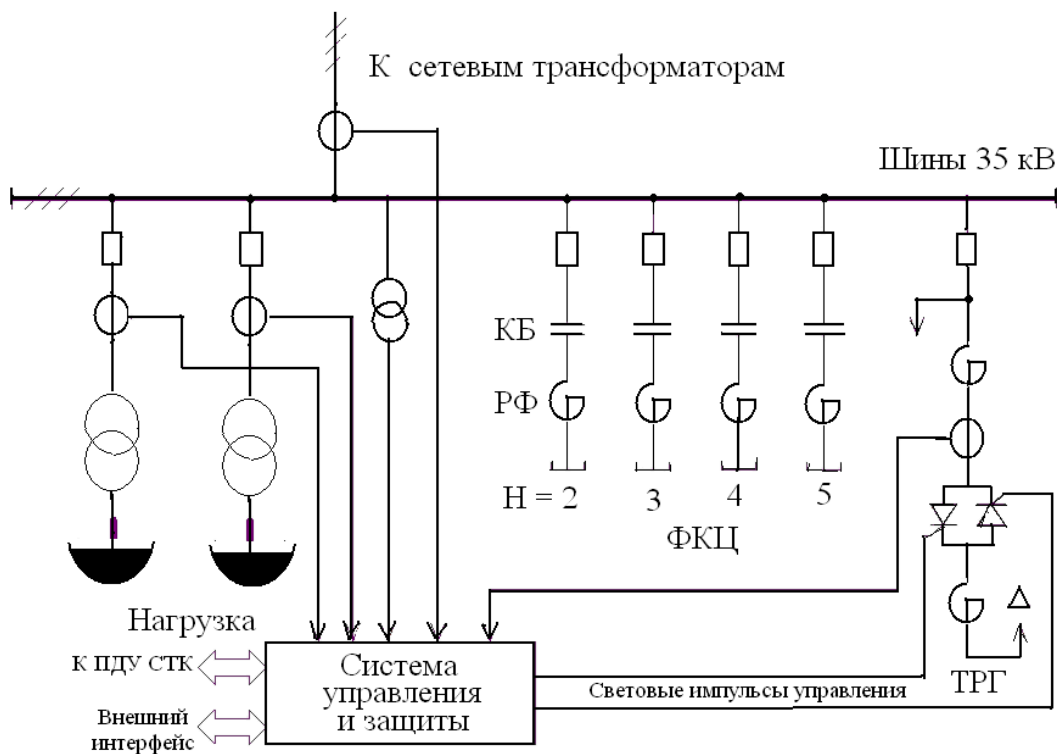 К сетевым трансформаторам
Шины 35 кВ
КБ
РФ
Н = 2 3 4 5
ФКЦ
Нагрузка
К ПДУ СТК
Система
управления
и защиты
Световые импульсы управления
ТРГ
Внешний
интерфейс